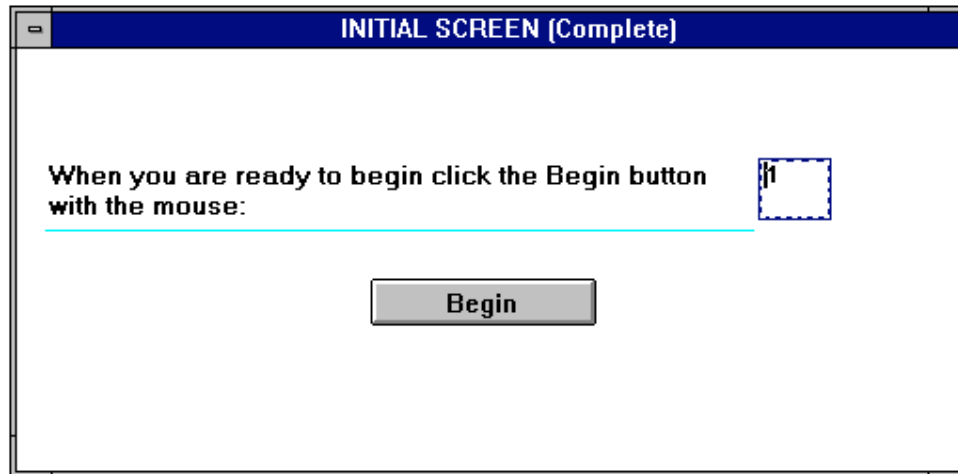 INITIAL SCREEN (Complete)
When you are ready to begin click the Begin button
with the mouse:
1
Begin